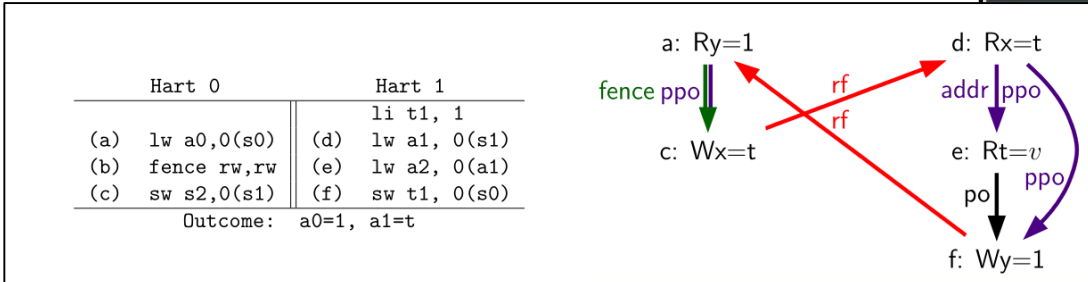 Hart 0 Hart 1
li t1, 1
(a) lw a0,0(s0) (d) lw a1, 0(s1)
(b) fence rw,rw (e) lw a2, 0(a1)
(c) sw s2,0(s1) (f) sw t1, 0(s0)
Outcome: a0=1, a1=t
a: Ry=1
d: Rx=t
fence ppo
rf
rf
addr ppo
c: Wx=t
e: Rt=v
po
ppo
f: Wy=1